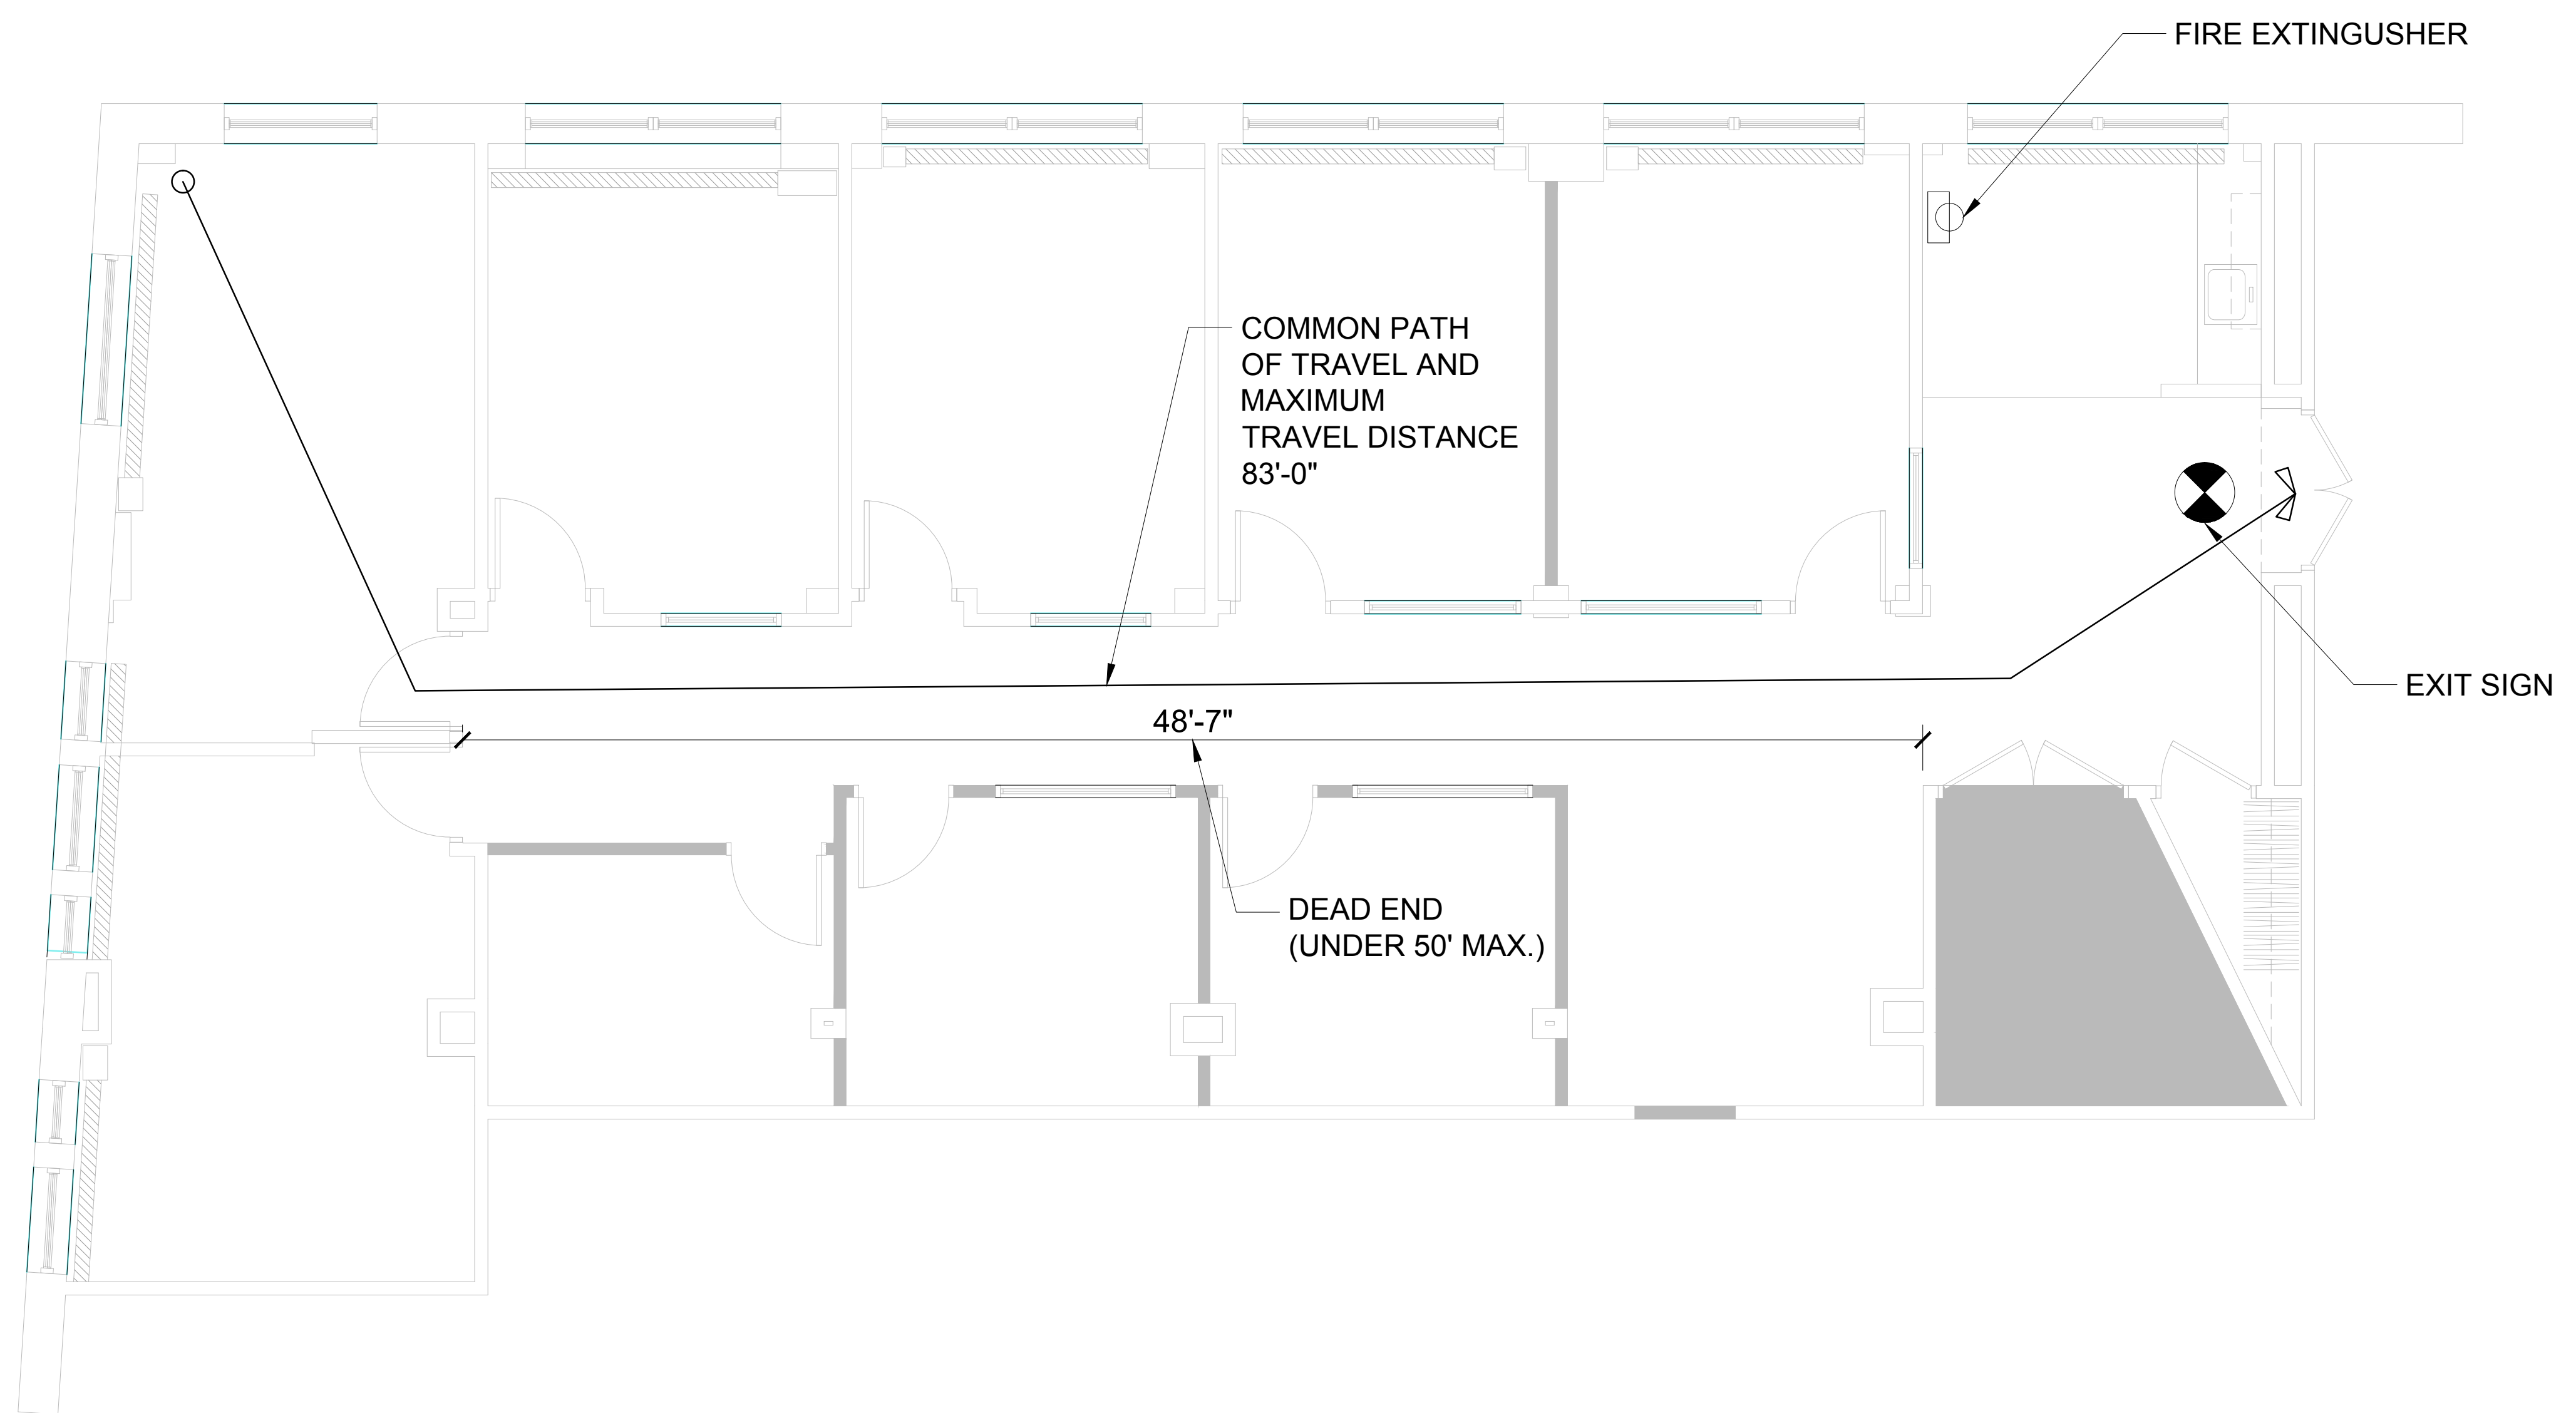 FIRE EXTINGUSHER
COMMON PATH
OF TRAVEL AND
MAXIMUM
TRAVEL DISTANCE
83'-0"
EXIT SIGN
48'-7"
DEAD END
(UNDER 50' MAX.)